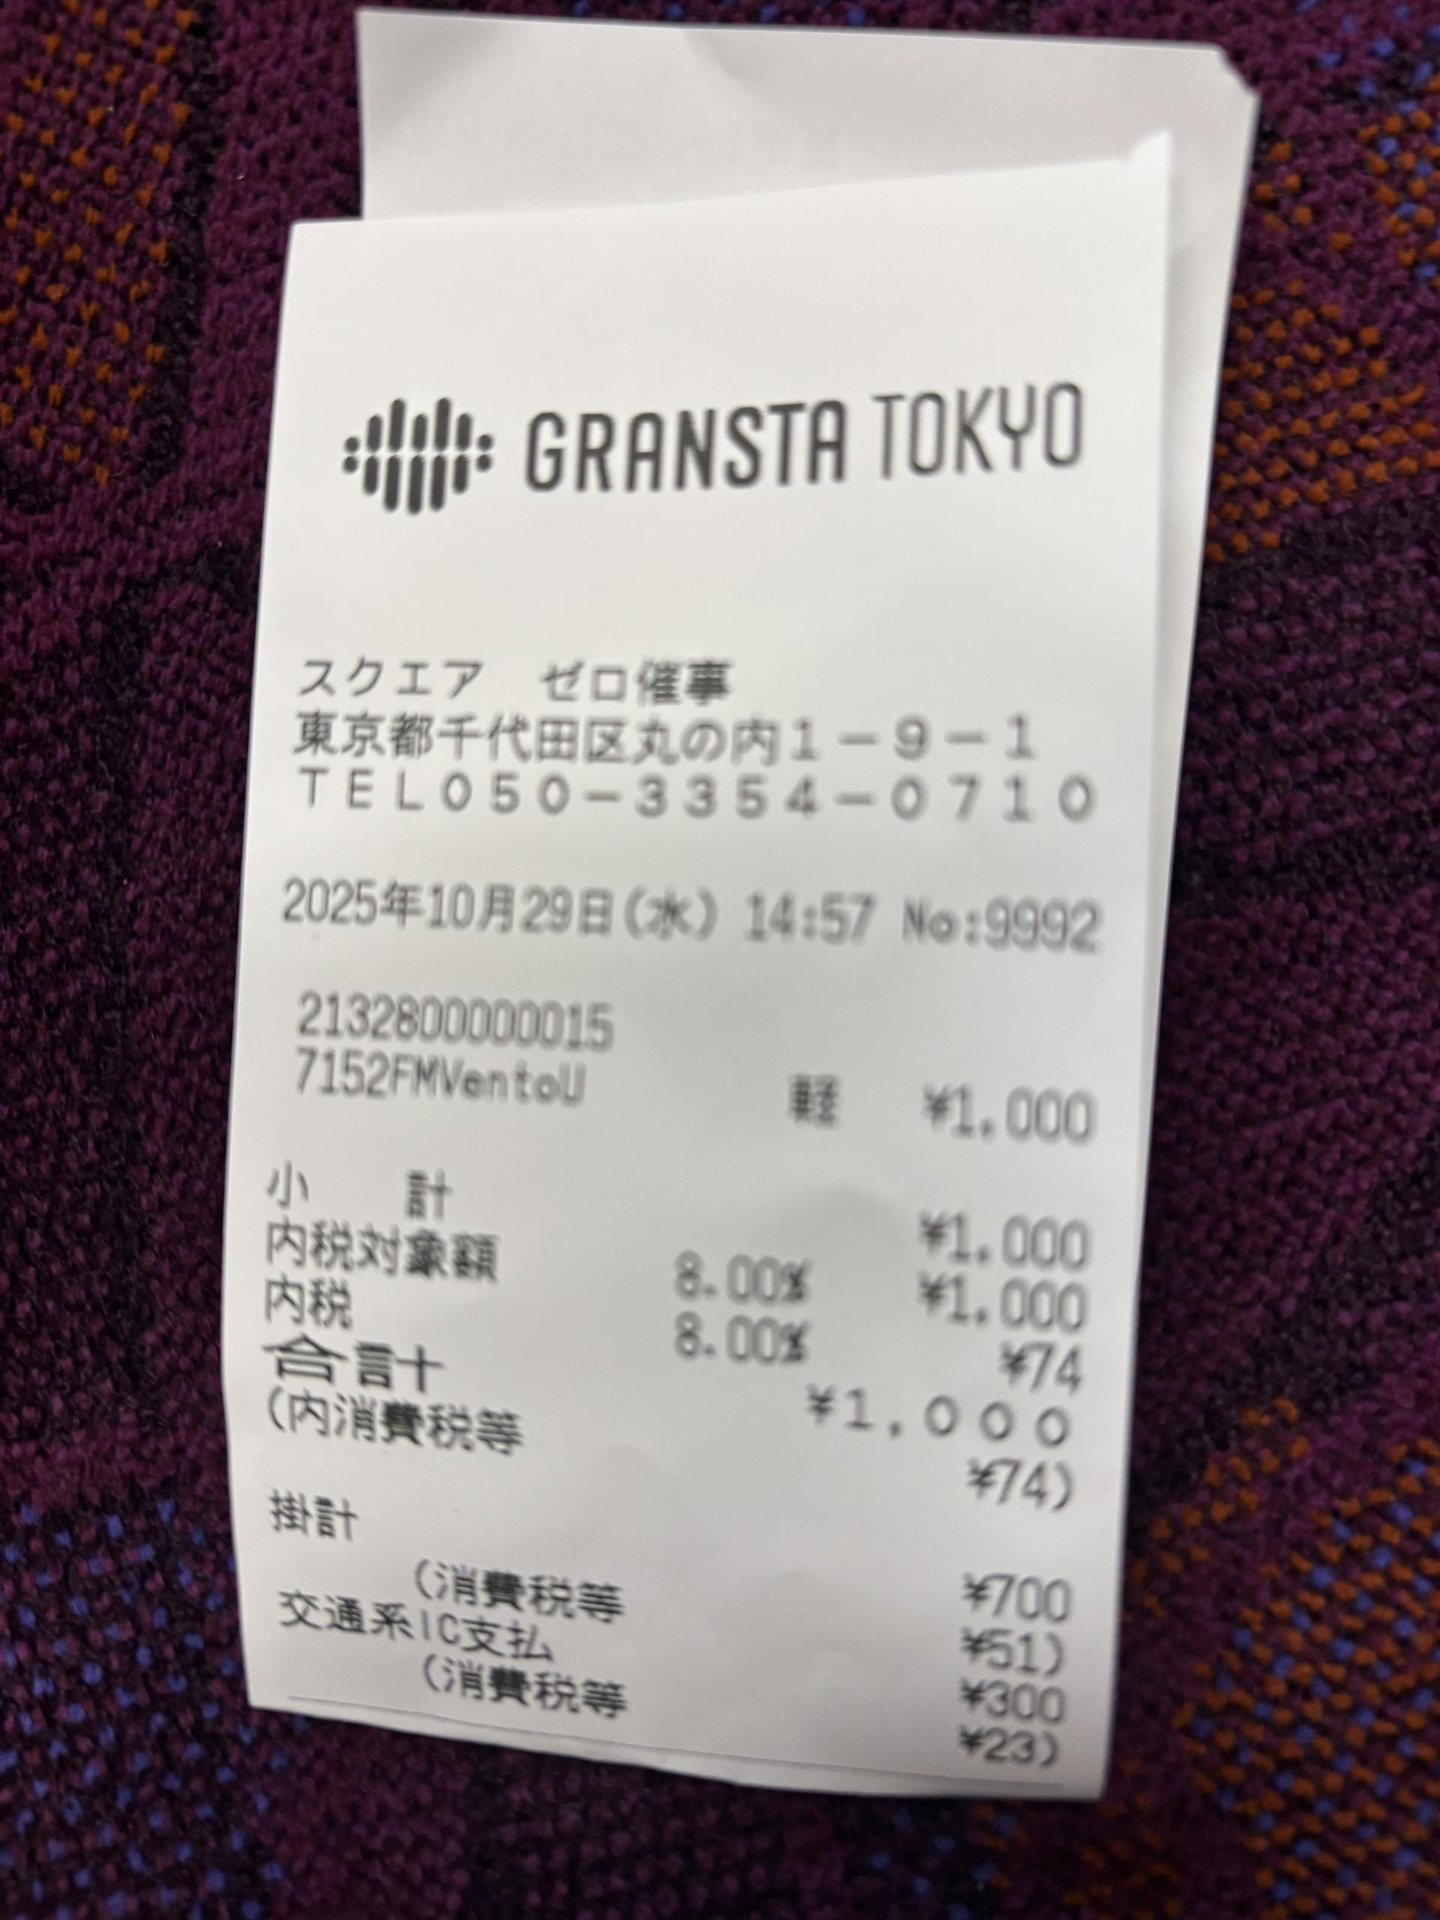 GRANSTA TOKYO
スクエア　ゼロ催事
東京都千代田区丸の内1－9－1
TEL050－3354－0710
2025年10月29日(水) 14:57 No:9992
2132800000015
7152FMVentoU 軽 ¥1,000
小　計 ¥1,000
内税対象額 8.00% ¥1,000
内税 8.00% ¥74
合計 ¥1,000
(内消費税等 ¥74)
掛計 ¥700
(消費税等 ¥51)
交通系IC支払 ¥300
(消費税等 ¥23)